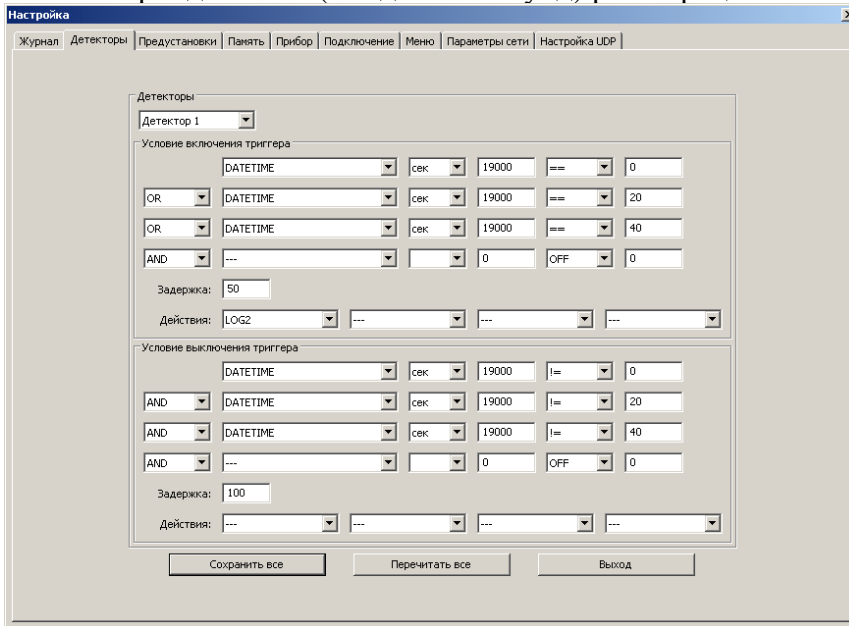 Настройка
Журнал Детекторы Предустановки Память Прибор Подключение Меню Параметры сети Настройка UDP
Детекторы
Детектор 1
Условие включения триггера
DATETIME сек 19000 == 0
OR DATETIME сек 19000 == 20
OR DATETIME сек 19000 == 40
AND --- 0 OFF 0
Задержка: 50
Действия: LOG2 --- --- ---
Условие выключения триггера
DATETIME сек 19000 != 0
AND DATETIME сек 19000 != 20
AND DATETIME сек 19000 != 40
AND --- 0 OFF 0
Задержка: 100
Действия: --- --- --- ---
Сохранить все Перечитать все Выход